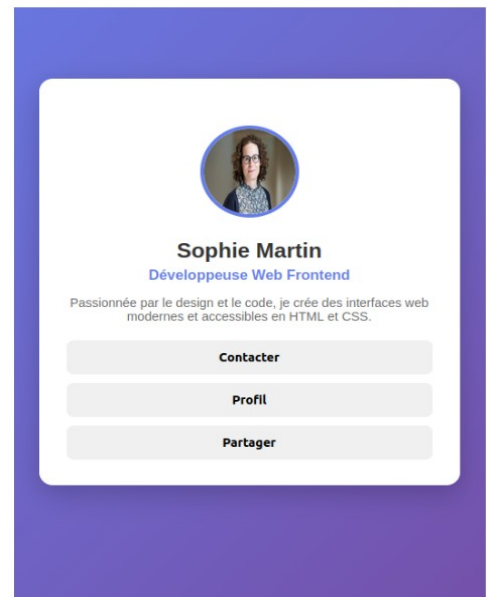 Sophie Martin
Développeuse Web Frontend
Passionnée par le design et le code, je crée des interfaces web
modernes et accessibles en HTML et CSS.
Contacter
Profil
Partager